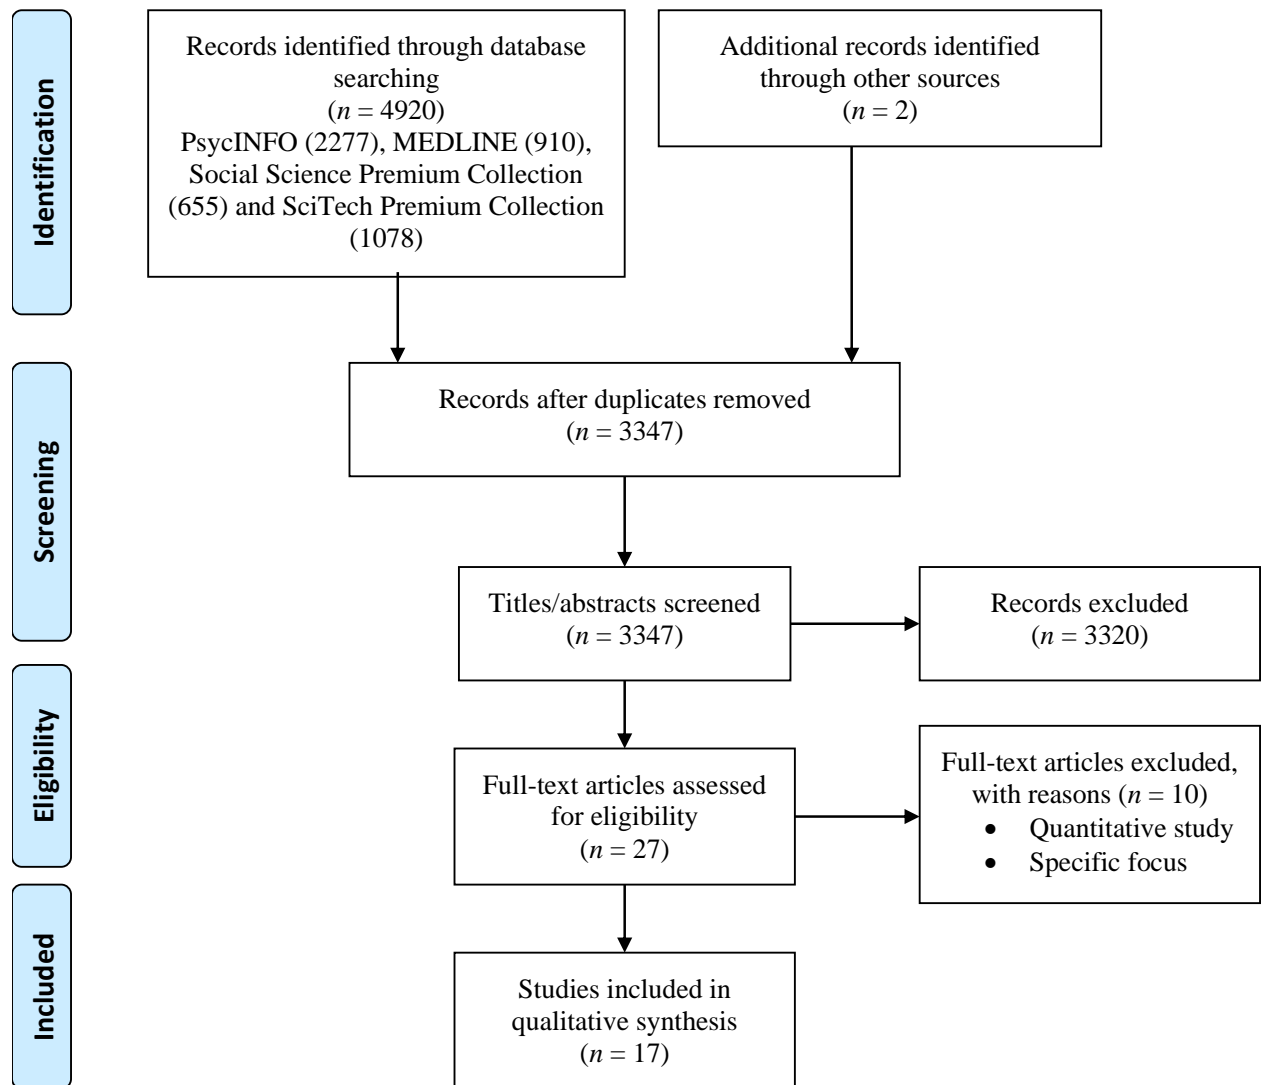 Identification
Records identified through database
searching
(n = 4920)
PsycINFO (2277), MEDLINE (910),
Social Science Premium Collection
(655) and SciTech Premium Collection
(1078)
Additional records identified
through other sources
(n = 2)
Screening
Records after duplicates removed
(n = 3347)
Titles/abstracts screened
(n = 3347)
Records excluded
(n = 3320)
Eligibility
Full-text articles assessed
for eligibility
(n = 27)
Full-text articles excluded,
with reasons (n = 10)
• Quantitative study
• Specific focus
Included
Studies included in
qualitative synthesis
(n = 17)